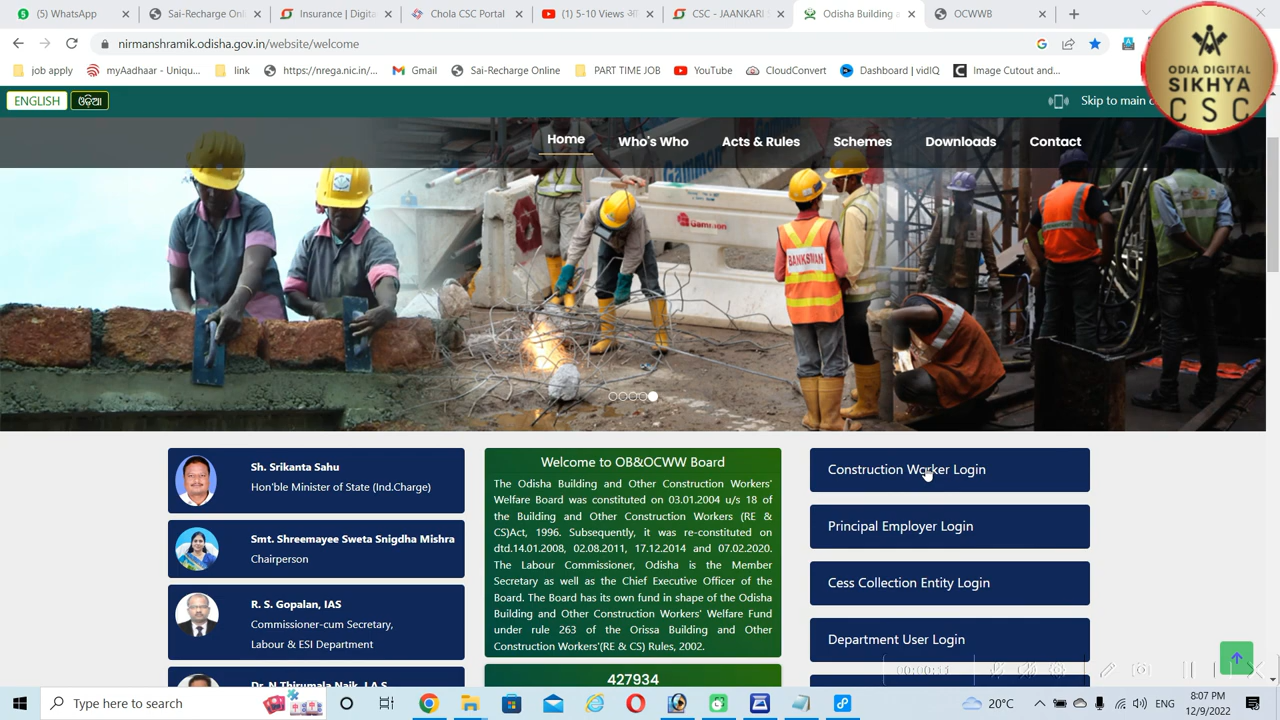 (5) WhatsApp
Sai-Recharge Onl
Insurance | Digita
Chola CSC Portal
CSC - JAANKARI S
Odisha Building a
OCWWB
nirmanshramik.odisha.gov.in/website/welcome
job apply
myAadhaar - Uniqu...
link
https://nrega.nic.in/...
Gmail
Sai-Recharge Online
PART TIME JOB
YouTube
CloudConvert
Dashboard | vidIQ
Image Cutout and...
ODIA DIGITAL
SIKHYA
CSC
ENGLISH
ଓଡ଼ିଆ
Skip to main
Home
Who's Who
Acts & Rules
Schemes
Downloads
Contact
Gammon
BANKSMAN
Sh. Srikanta Sahu
Hon'ble Minister of State (Ind.Charge)
Smt. Shreemayee Sweta Snigdha Mishra
Chairperson
R. S. Gopalan, IAS
Commissioner-cum Secretary,
Labour & ESI Department
Dr. N.Thirumala Naik, I.A.S
Welcome to OB&OCWW Board
The Odisha Building and Other Construction Workers'
Welfare Board was constituted on 03.01.2004 u/s 18 of
the Building and Other Construction Workers (RE &
CS)Act, 1996. Subsequently, it was re-constituted on
dtd.14.01.2008, 02.08.2011, 17.12.2014 and 07.02.2020.
The Labour Commissioner, Odisha is the Member
Secretary as well as the Chief Executive Officer of the
Board. The Board has its own fund in shape of the Odisha
Building and Other Construction Workers' Welfare Fund
under rule 263 of the Orissa Building and Other
Construction Workers'(RE & CS) Rules, 2002.
427934
Construction Worker Login
Principal Employer Login
Cess Collection Entity Login
Department User Login
Type here to search
20°C
ENG
8:07 PM
12/9/2022